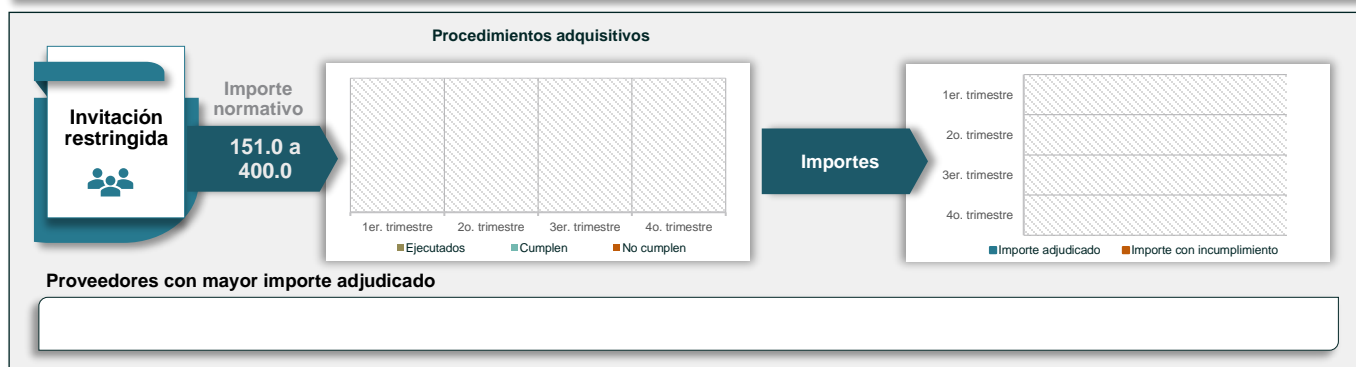 Procedimientos adquisitivos
Invitación
restringida
Importe
normativo
151.0 a
400.0
1er. trimestre 2o. trimestre 3er. trimestre 4o. trimestre
Ejecutados Cumplen No cumplen
Importes
1er. trimestre
2o. trimestre
3er. trimestre
4o. trimestre
Importe adjudicado Importe con incumplimiento
Proveedores con mayor importe adjudicado